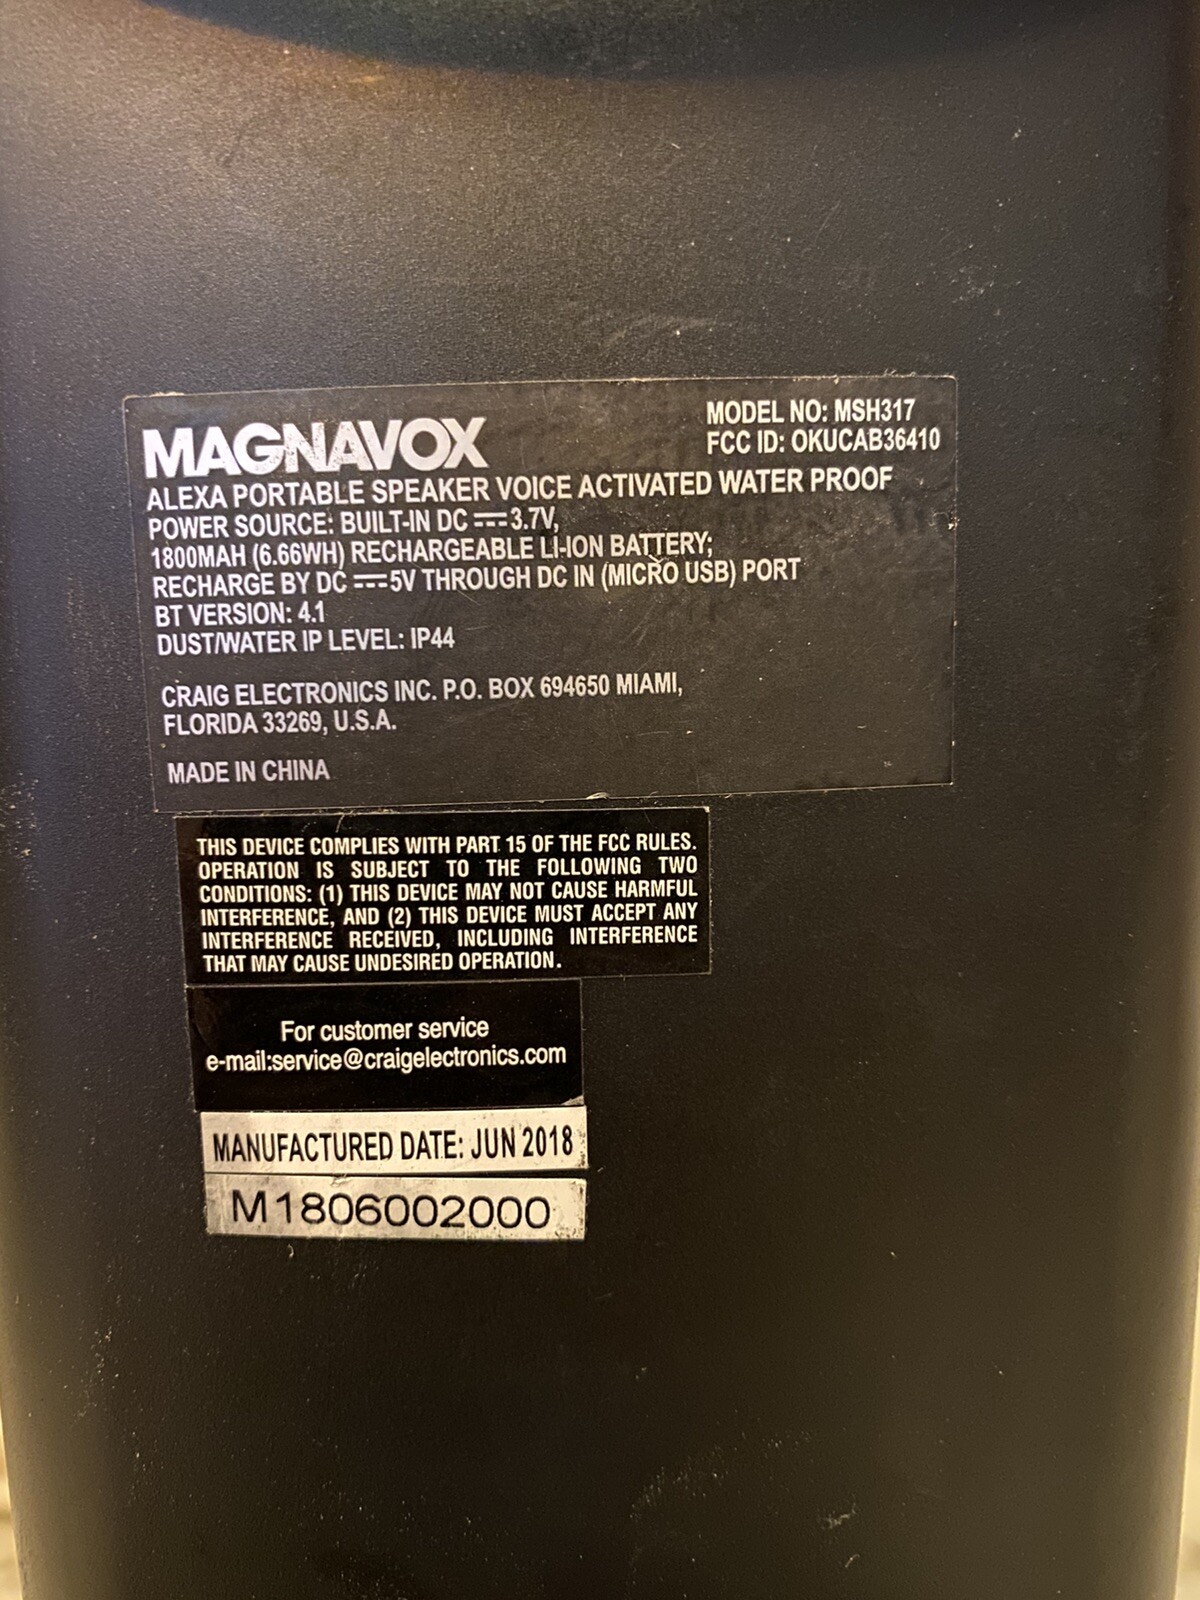 MAGNAVOX
MODEL NO: MSH317
FCC ID: OKUCAB36410
ALEXA PORTABLE SPEAKER VOICE ACTIVATED WATER PROOF
POWER SOURCE: BUILT-IN DC ⎓3.7V,
1800MAH (6.66WH) RECHARGEABLE LI-ION BATTERY;
RECHARGE BY DC ⎓5V THROUGH DC IN (MICRO USB) PORT
BT VERSION: 4.1
DUST/WATER IP LEVEL: IP44
CRAIG ELECTRONICS INC. P.O. BOX 694650 MIAMI,
FLORIDA 33269, U.S.A.
MADE IN CHINA
THIS DEVICE COMPLIES WITH PART 15 OF THE FCC RULES.
OPERATION IS SUBJECT TO THE FOLLOWING TWO
CONDITIONS: (1) THIS DEVICE MAY NOT CAUSE HARMFUL
INTERFERENCE, AND (2) THIS DEVICE MUST ACCEPT ANY
INTERFERENCE RECEIVED, INCLUDING INTERFERENCE
THAT MAY CAUSE UNDESIRED OPERATION.
For customer service
e-mail:service@craigelectronics.com
MANUFACTURED DATE: JUN 2018
M1806002000